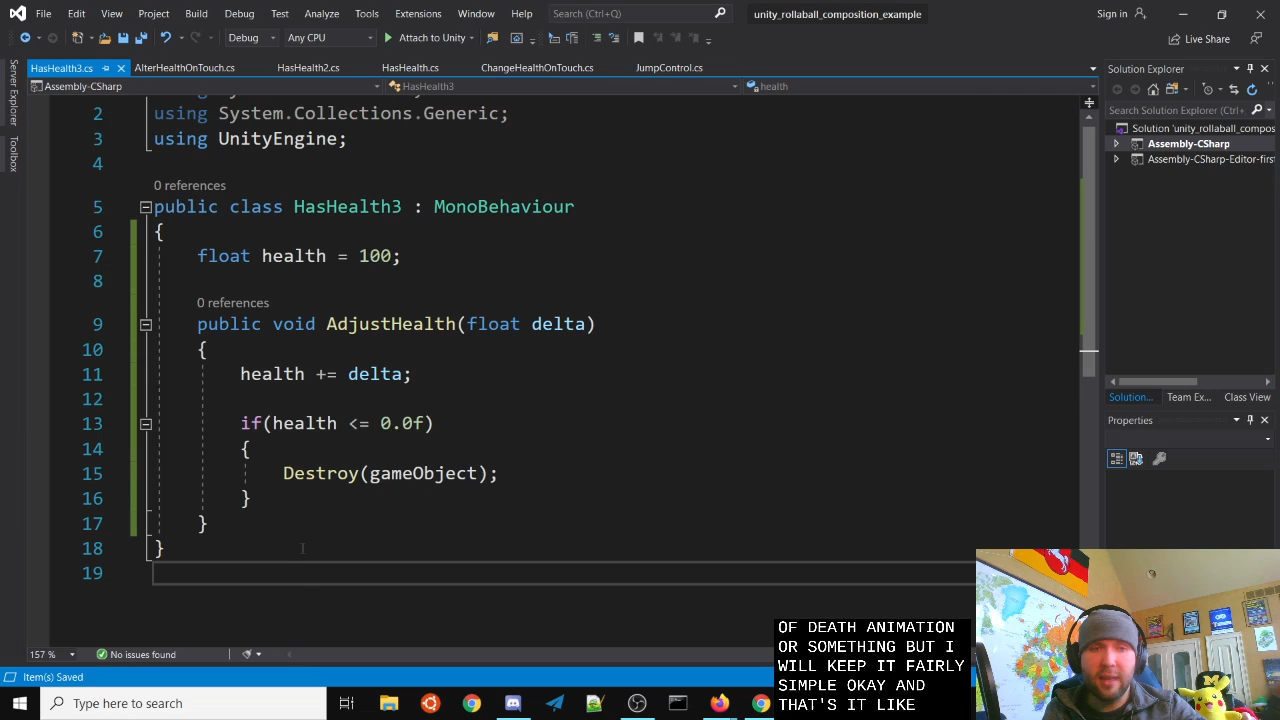 File Edit View Project Build Debug Test Analyze Tools Extensions Window Help Search (Ctrl+Q) unity_rollaball_composition_example Sign in
Debug Any CPU Attach to Unity Live Share
HasHealth3.cs AlterHealthOnTouch.cs HasHealth2.cs HasHealth.cs ChangeHealthOnTouch.cs JumpControl.cs
Assembly-CSharp HasHealth3 health
Server Explorer
Toolbox
2 using System.Collections.Generic;
3 using UnityEngine;
4
0 references
5 public class HasHealth3 : MonoBehaviour
6 {
7 float health = 100;
8
0 references
9 public void AdjustHealth(float delta)
10 {
11 health += delta;
12
13 if(health <= 0.0f)
14 {
15 Destroy(gameObject);
16 }
17 }
18 }
19
157 % No issues found
Item(s) Saved
Solution Explorer
Search Solution Explorer (Ctrl+
Solution 'unity_rollaball_compos
Assembly-CSharp
Assembly-CSharp-Editor-first
Solution... Team Ex... Class View
Properties
OF DEATH ANIMATION
OR SOMETHING BUT I
WILL KEEP IT FAIRLY
SIMPLE OKAY AND
THAT'S IT LIKE
Type here to search